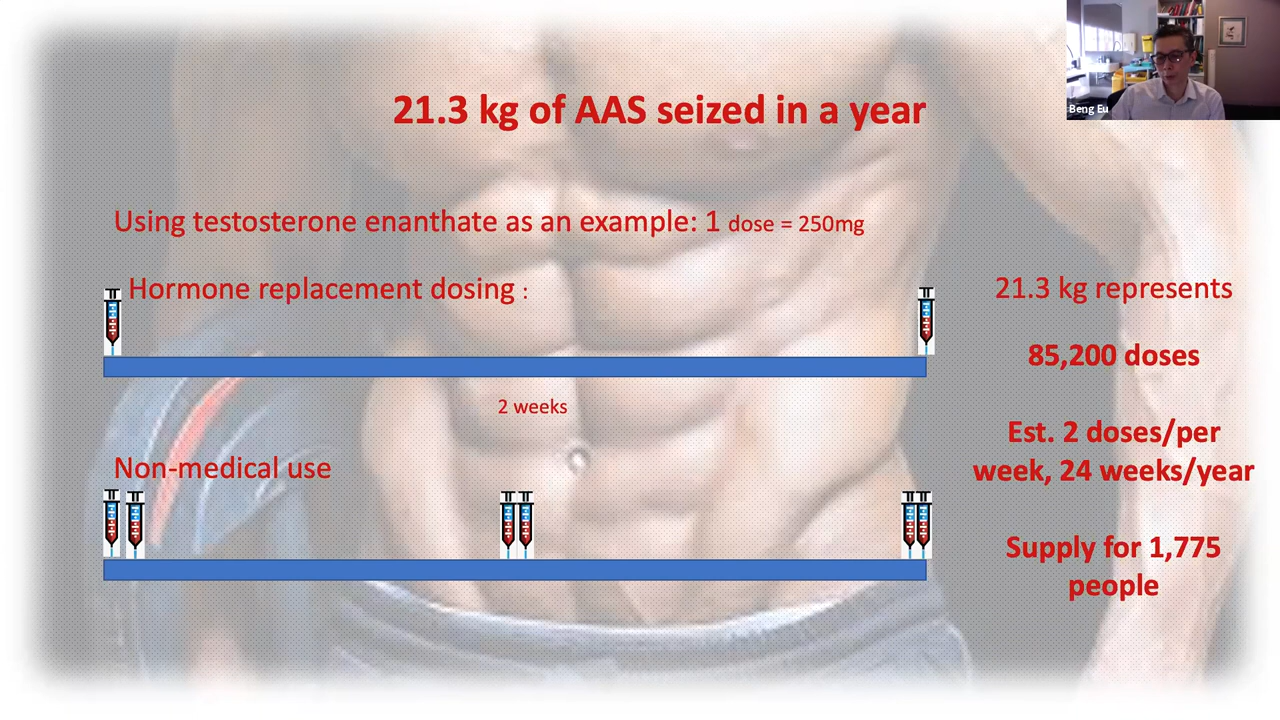 Beng Eu
21.3 kg of AAS seized in a year
Using testosterone enanthate as an example: 1 dose = 250mg
Hormone replacement dosing :
2 weeks
Non-medical use
21.3 kg represents
85,200 doses
Est. 2 doses/per
week, 24 weeks/year
Supply for 1,775
people